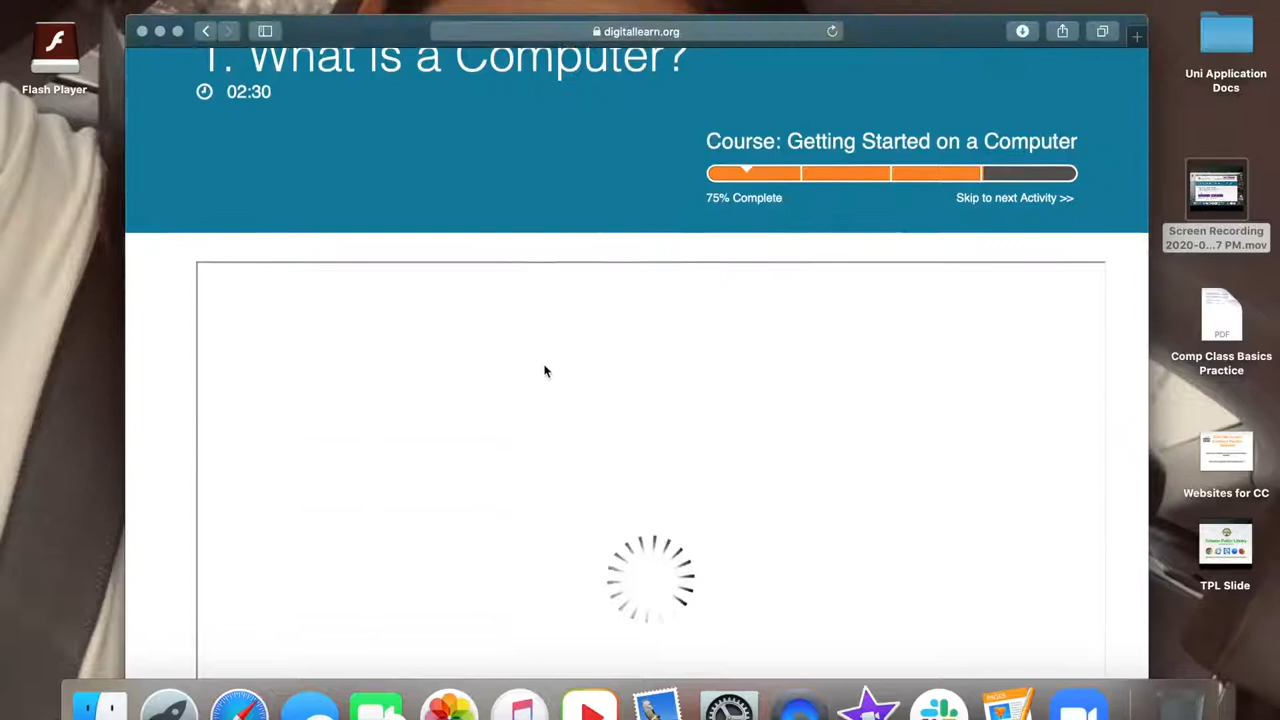 digitallearn.org
Flash Player
1. What is a Computer?
02:30
Course: Getting Started on a Computer
75% Complete
Skip to next Activity >>
Uni Application
Docs
Screen Recording
2020-0...7 PM.mov
PDF
Comp Class Basics
Practice
Websites for CC
TPL Slide